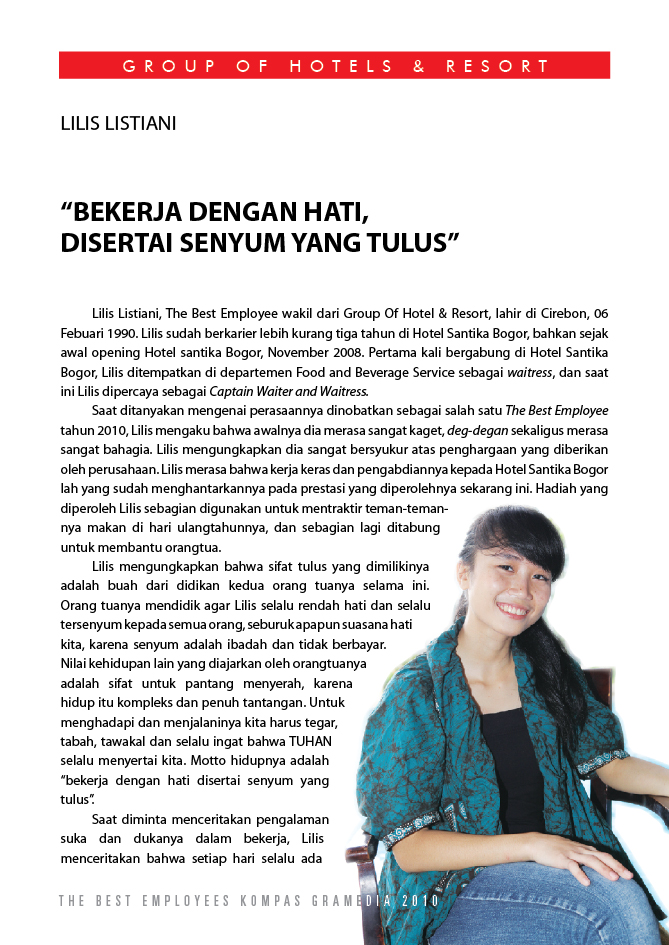 GROUP OF HOTELS & RESORT
LILIS LISTIANI
“BEKERJA DENGAN HATI,
DISERTAI SENYUM YANG TULUS”
Lilis Listiani, The Best Employee wakil dari Group Of Hotel & Resort, lahir di Cirebon, 06
Febuari 1990. Lilis sudah berkarier lebih kurang tiga tahun di Hotel Santika Bogor, bahkan sejak
awal opening Hotel santika Bogor, November 2008. Pertama kali bergabung di Hotel Santika
Bogor, Lilis ditempatkan di departemen Food and Beverage Service sebagai waitress, dan saat
ini Lilis dipercaya sebagai Captain Waiter and Waitress.
Saat ditanyakan mengenai perasaannya dinobatkan sebagai salah satu The Best Employee
tahun 2010, Lilis mengaku bahwa awalnya dia merasa sangat kaget, deg-degan sekaligus merasa
sangat bahagia. Lilis mengungkapkan dia sangat bersyukur atas penghargaan yang diberikan
oleh perusahaan. Lilis merasa bahwa kerja keras dan pengabdiannya kepada Hotel Santika Bogor
lah yang sudah menghantarkannya pada prestasi yang diperolehnya sekarang ini. Hadiah yang
diperoleh Lilis sebagian digunakan untuk mentraktir teman-teman-
nya makan di hari ulangtahunnya, dan sebagian lagi ditabung
untuk membantu orangtua.
Lilis mengungkapkan bahwa sifat tulus yang dimilikinya
adalah buah dari didikan kedua orang tuanya selama ini.
Orang tuanya mendidik agar Lilis selalu rendah hati dan selalu
tersenyum kepada semua orang, seburuk apapun suasana hati
kita, karena senyum adalah ibadah dan tidak berbayar.
Nilai kehidupan lain yang diajarkan oleh orangtuanya
adalah sifat untuk pantang menyerah, karena
hidup itu kompleks dan penuh tantangan. Untuk
menghadapi dan menjalaninya kita harus tegar,
tabah, tawakal dan selalu ingat bahwa TUHAN
selalu menyertai kita. Motto hidupnya adalah
“bekerja dengan hati disertai senyum yang
tulus”.
Saat diminta menceritakan pengalaman
suka dan dukanya dalam bekerja, Lilis
menceritakan bahwa setiap hari selalu ada
THE BEST EMPLOYEES KOMPAS GRAMEDIA 2010